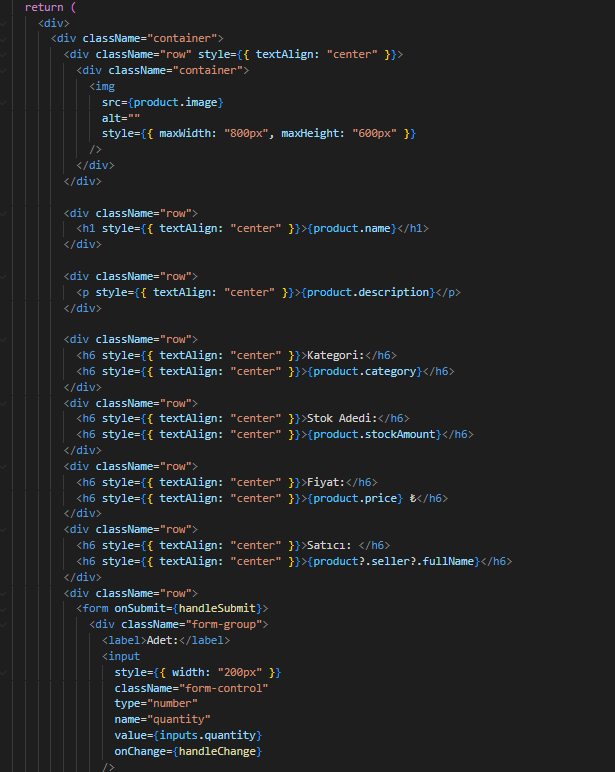 return (
<div>
<div className="container">
<div className="row" style={{ textAlign: "center" }}>
<div className="container">
<img
src={product.image}
alt=""
style={{ maxWidth: "800px", maxHeight: "600px" }}
/>
</div>
</div>
<div className="row">
<h1 style={{ textAlign: "center" }}>{product.name}</h1>
</div>
<div className="row">
<p style={{ textAlign: "center" }}>{product.description}</p>
</div>
<div className="row">
<h6 style={{ textAlign: "center" }}>Kategori:</h6>
<h6 style={{ textAlign: "center" }}>{product.category}</h6>
</div>
<div className="row">
<h6 style={{ textAlign: "center" }}>Stok Adedi:</h6>
<h6 style={{ textAlign: "center" }}>{product.stockAmount}</h6>
</div>
<div className="row">
<h6 style={{ textAlign: "center" }}>Fiyat:</h6>
<h6 style={{ textAlign: "center" }}>{product.price} ₺</h6>
</div>
<div className="row">
<h6 style={{ textAlign: "center" }}>Satıcı: </h6>
<h6 style={{ textAlign: "center" }}>{product?.seller?.fullName}</h6>
</div>
<div className="row">
<form onSubmit={handleSubmit}>
<div className="form-group">
<label>Adet:</label>
<input
style={{ width: "200px" }}
className="form-control"
type="number"
name="quantity"
value={inputs.quantity}
onChange={handleChange}
/>